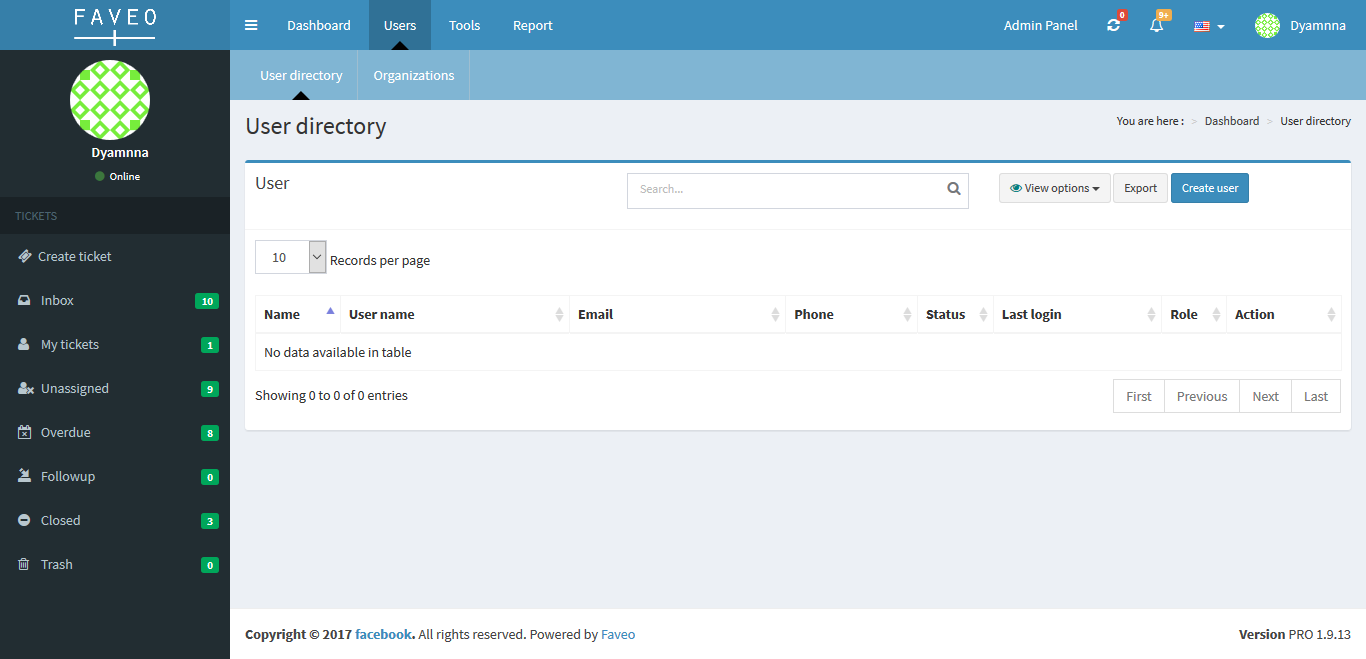 FAVEO
Dashboard Users Tools Report Admin Panel 0 9+ Dyamnna
User directory Organizations
Dyamnna
Online
TICKETS
Create ticket
Inbox 10
My tickets 1
Unassigned 9
Overdue 8
Followup 0
Closed 3
Trash 0
User directory
You are here : > Dashboard > User directory
User
Search...
View options Export Create user
10 Records per page
Name User name Email Phone Status Last login Role Action
No data available in table
Showing 0 to 0 of 0 entries
First Previous Next Last
Copyright © 2017 facebook. All rights reserved. Powered by Faveo
Version PRO 1.9.13